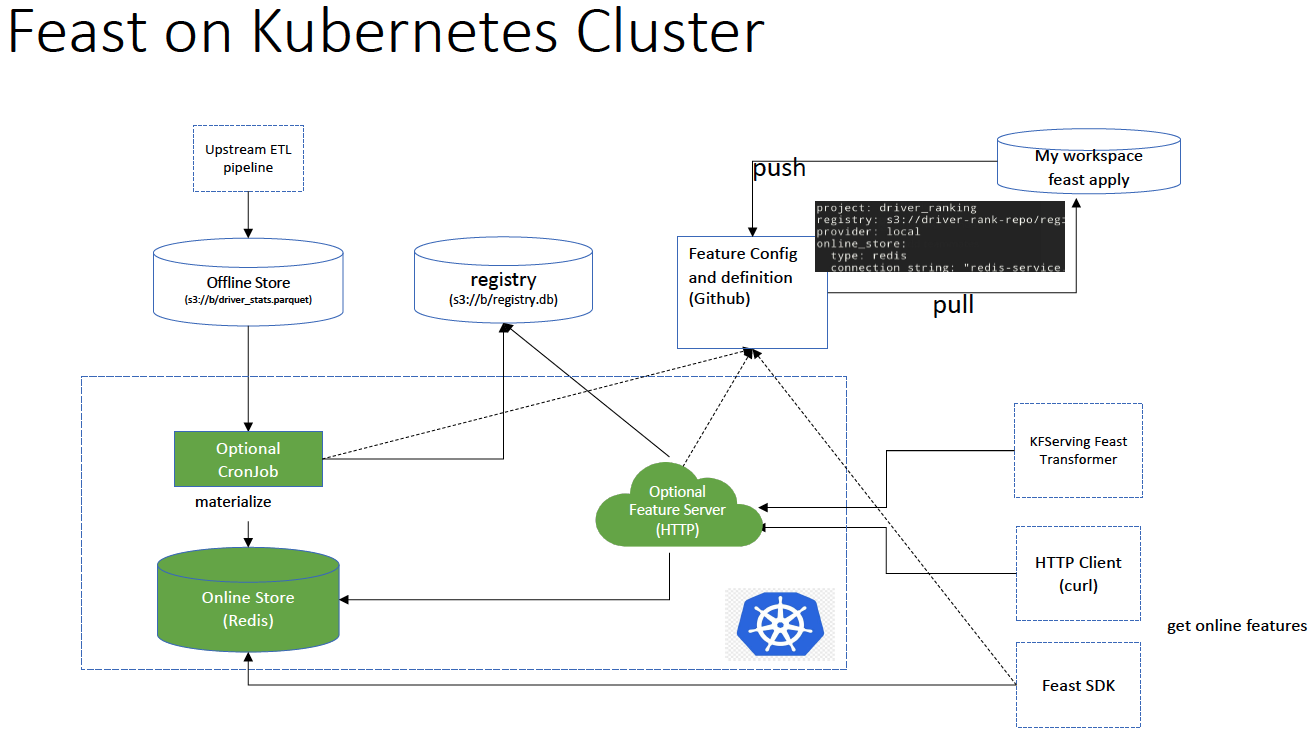 Feast on Kubernetes Cluster
Upstream ETL
pipeline
My workspace
feast apply
push
project: driver_ranking
registry: s3://driver-rank-repo/regi
provider: local
online_store:
type: redis
connection_string: "redis-service
Offline Store
(s3://b/driver_stats.parquet)
registry
(s3://b/registry.db)
Feature Config
and definition
(Github)
pull
Optional
CronJob
materialize
Optional
Feature Server
(HTTP)
KFServing Feast
Transformer
HTTP Client
(curl)
Online Store
(Redis)
get online features
Feast SDK